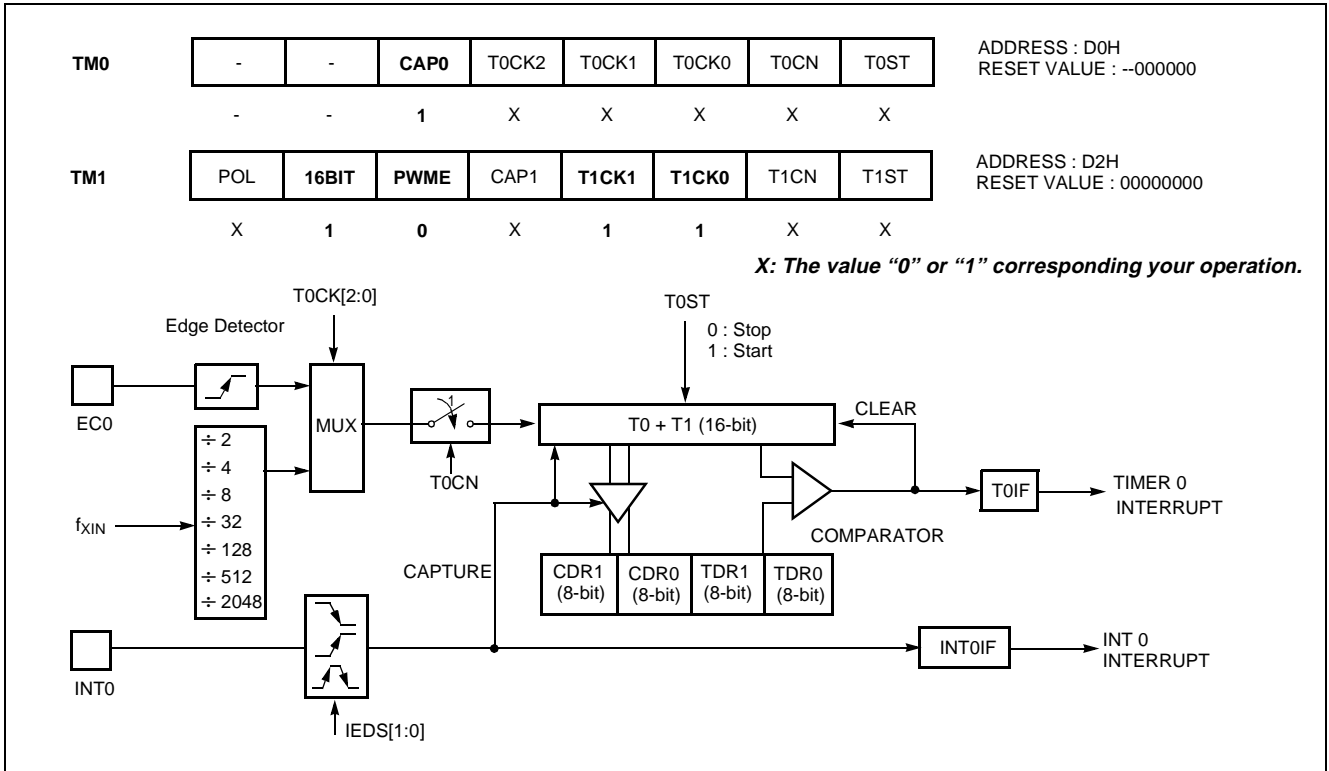 TM0 - - CAP0 T0CK2 T0CK1 T0CK0 T0CN T0ST ADDRESS : D0H
RESET VALUE : --000000
- - 1 X X X X X
TM1 POL 16BIT PWME CAP1 T1CK1 T1CK0 T1CN T1ST ADDRESS : D2H
RESET VALUE : 00000000
X 1 0 X 1 1 X X
X: The value “0” or “1” corresponding your operation.
T0CK[2:0]
T0ST
Edge Detector
0 : Stop
1 : Start
EC0
MUX
1
T0CN
T0 + T1 (16-bit)
CLEAR
T0IF
TIMER 0
INTERRUPT
COMPARATOR
fXIN
÷ 2
÷ 4
÷ 8
÷ 32
÷ 128
÷ 512
÷ 2048
CAPTURE
CDR1
(8-bit)
CDR0
(8-bit)
TDR1
(8-bit)
TDR0
(8-bit)
INT0
INT0IF
INT 0
INTERRUPT
IEDS[1:0]